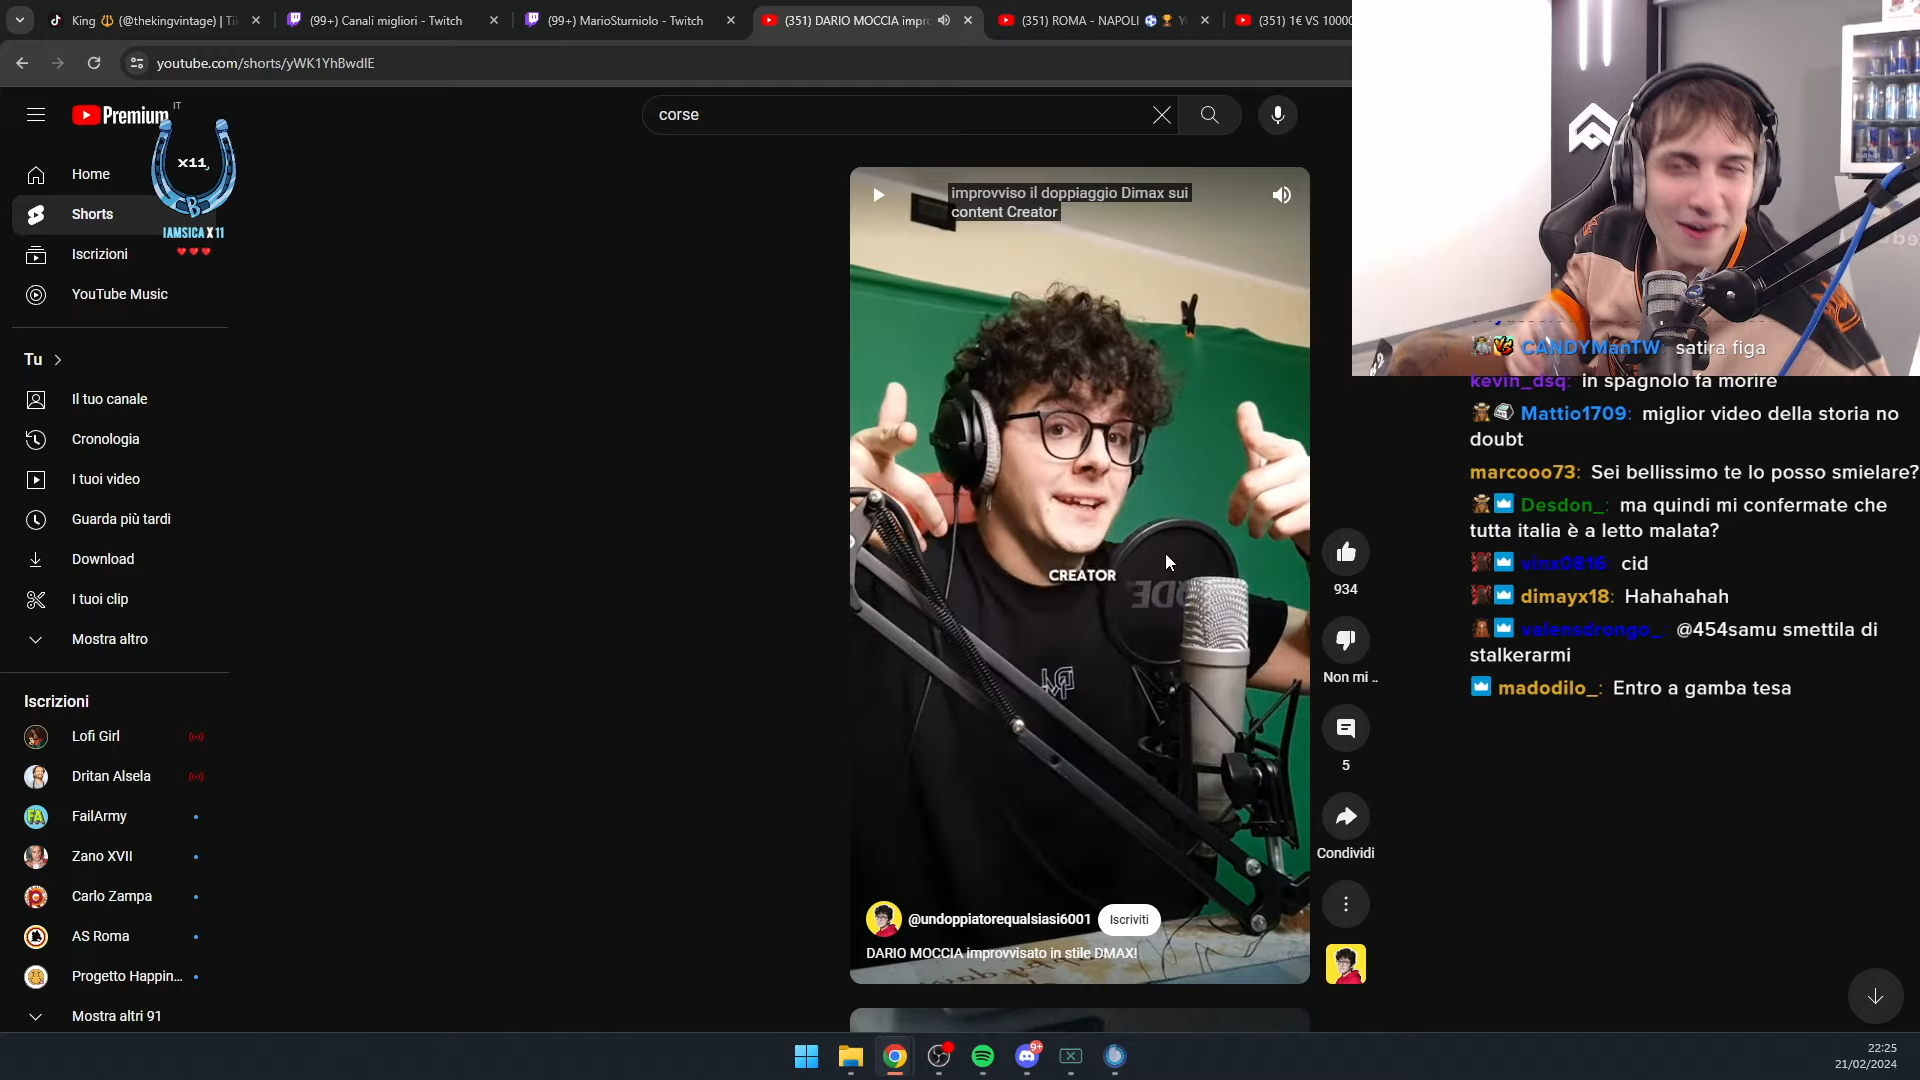 King 🔱 (@thekingvintage) | Ti
(99+) Canali migliori - Twitch
(99+) MarioSturniolo - Twitch
(351) DARIO MOCCIA impro
(351) ROMA - NAPOLI ⚽🏆
(351) 1€ VS 10000
youtube.com/shorts/yWK1YhBwdlE
Premium IT
corse
x11
IAMSICA X 11
Home
Shorts
Iscrizioni
YouTube Music
Tu
Il tuo canale
Cronologia
I tuoi video
Guarda più tardi
Download
I tuoi clip
Mostra altro
Iscrizioni
Lofi Girl
Dritan Alsela
FailArmy
Zano XVII
Carlo Zampa
AS Roma
Progetto Happin...
Mostra altri 91
improvviso il doppiaggio Dimax sui
content Creator
CREATOR
@undoppiatorequalsiasi6001
Iscriviti
DARIO MOCCIA improvvisato in stile DMAX!
934
Non mi ..
5
Condividi
CANDYManTW: satira figa
kevin_dsq: in spagnolo fa morire
Mattio1709: miglior video della storia no
doubt
marcooo73: Sei bellissimo te lo posso smielare?
Desdon_: ma quindi mi confermate che
tutta italia è a letto malata?
vinx0816: cid
dimayx18: Hahahahah
valensdrongo_: @454samu smettila di
stalkerarmi
madodilo_: Entro a gamba tesa
9+
22:25
21/02/2024